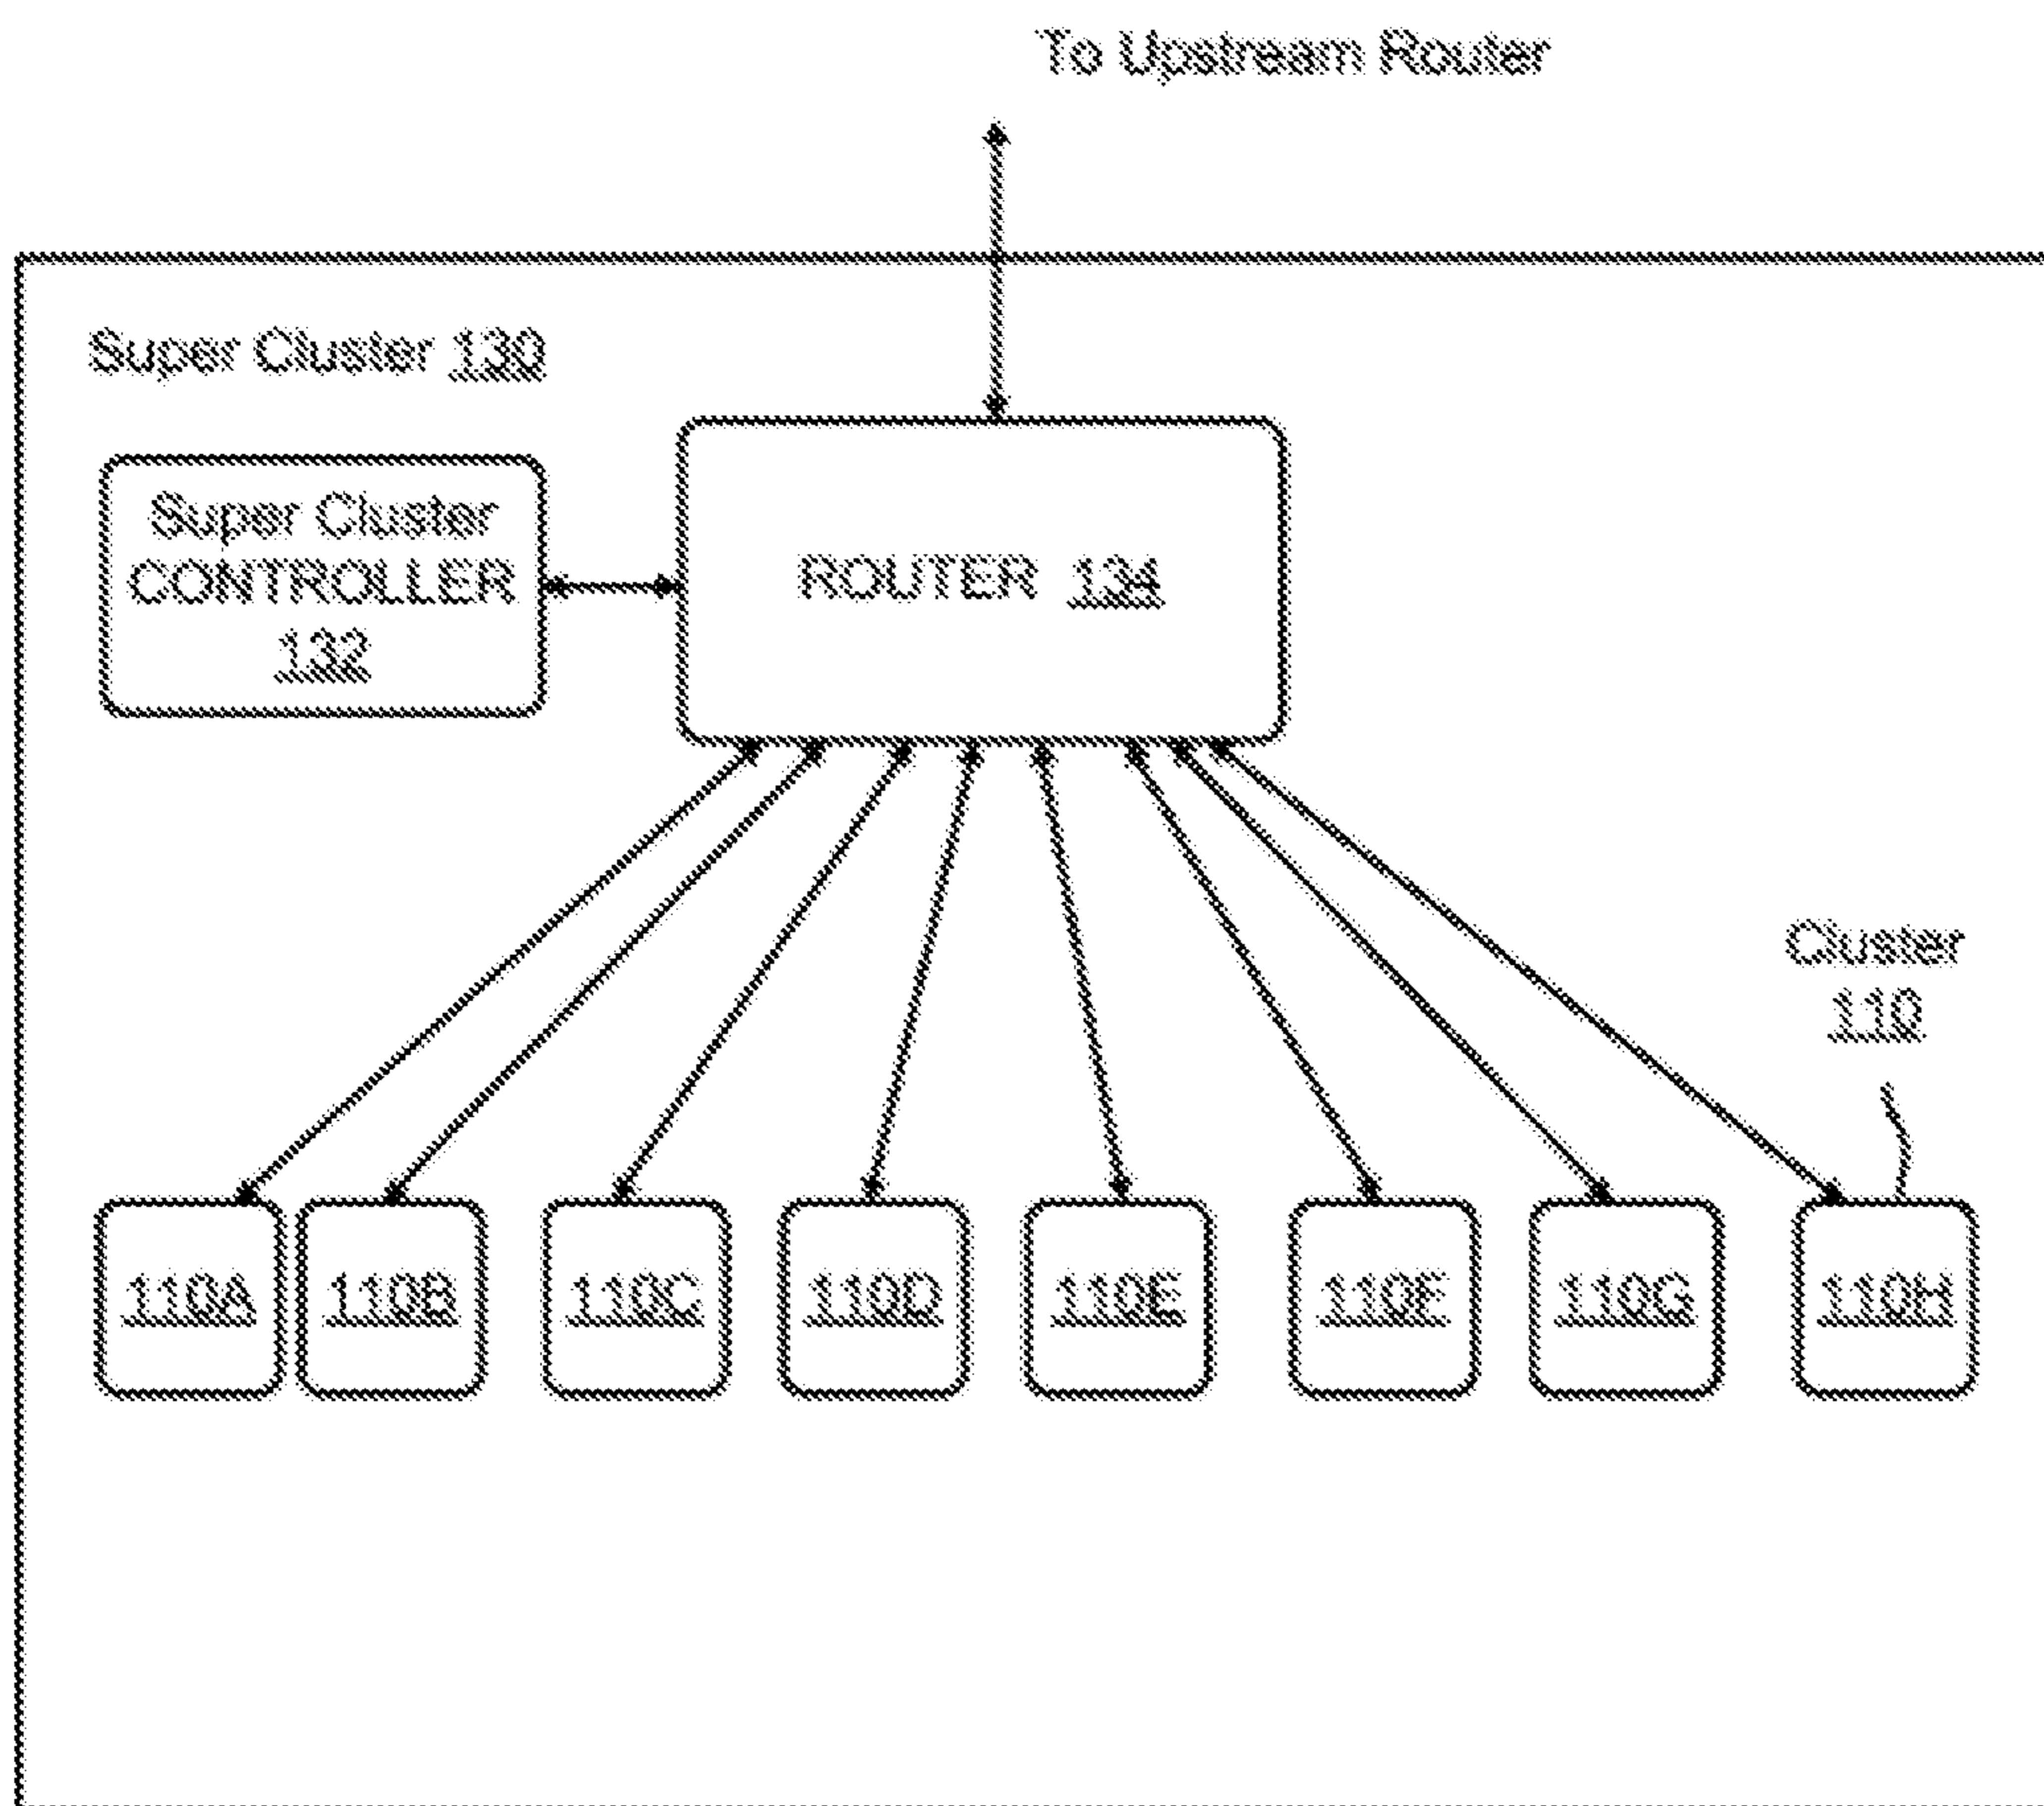 To Upstream Router
Super Cluster 130
Super Cluster
CONTROLLER
132
ROUTER 134
Cluster
110
110A 110B 110C 110D 110E 110F 110G 110H